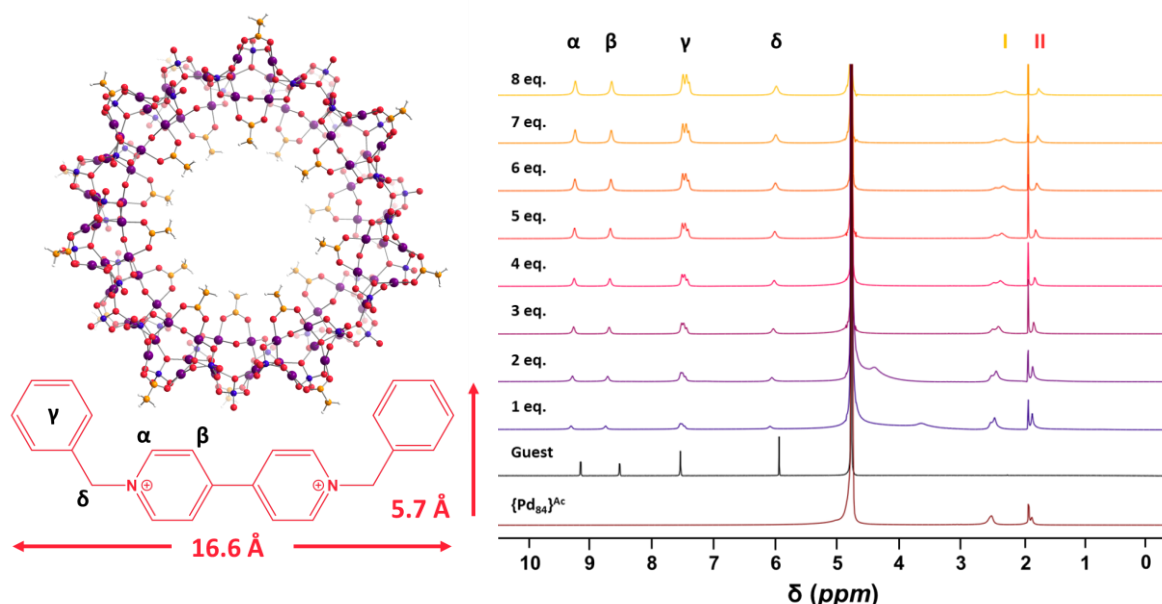 α β γ δ I II
8 eq.
7 eq.
6 eq.
5 eq.
4 eq.
3 eq.
2 eq.
1 eq.
Guest
{Pd₈₄}ᴬᶜ
10 9 8 7 6 5 4 3 2 1 0
δ (ppm)
γ
α β
δ
N+ N+
5.7 Å
16.6 Å